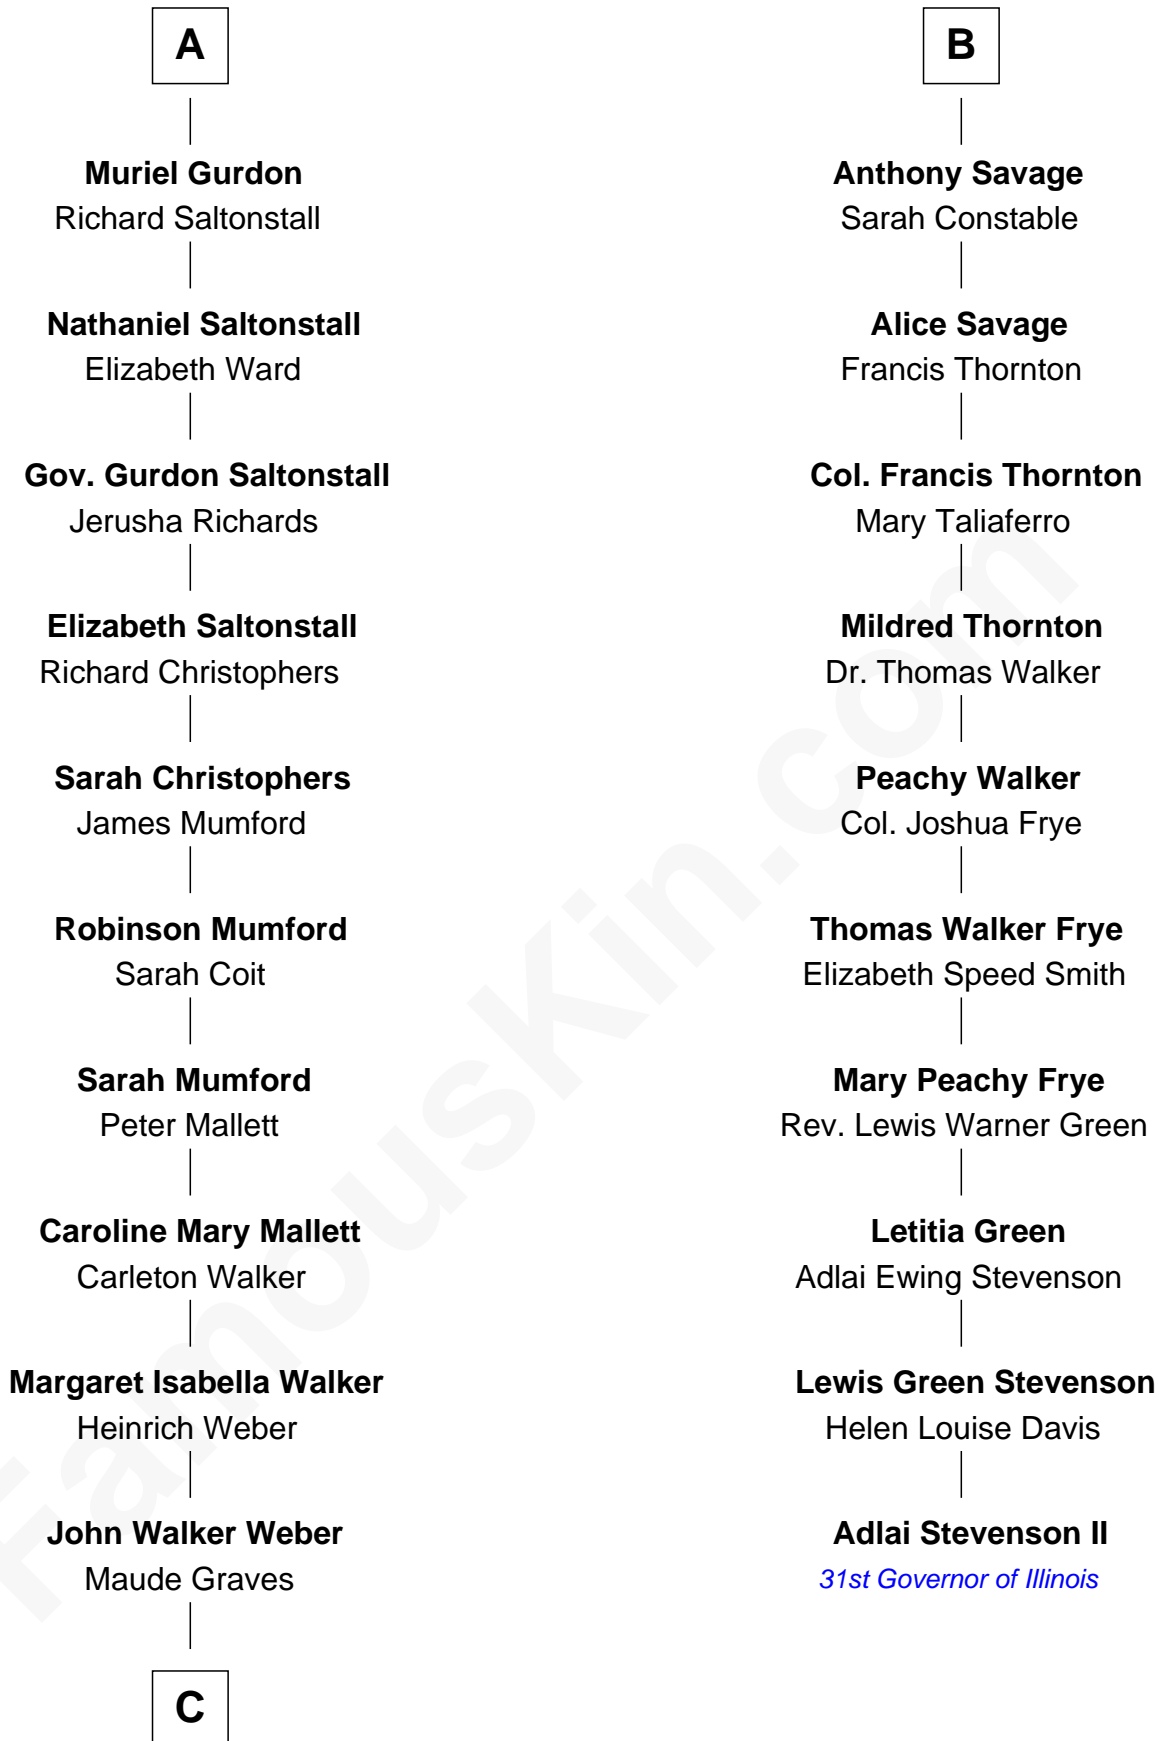 A
Muriel Gurdon
Richard Saltonstall
Nathaniel Saltonstall
Elizabeth Ward
Gov. Gurdon Saltonstall
Jerusha Richards
Elizabeth Saltonstall
Richard Christophers
Sarah Christophers
James Mumford
Robinson Mumford
Sarah Coit
Sarah Mumford
Peter Mallett
Caroline Mary Mallett
Carleton Walker
Margaret Isabella Walker
Heinrich Weber
John Walker Weber
Maude Graves
C
B
Anthony Savage
Sarah Constable
Alice Savage
Francis Thornton
Col. Francis Thornton
Mary Taliaferro
Mildred Thornton
Dr. Thomas Walker
Peachy Walker
Col. Joshua Frye
Thomas Walker Frye
Elizabeth Speed Smith
Mary Peachy Frye
Rev. Lewis Warner Green
Letitia Green
Adlai Ewing Stevenson
Lewis Green Stevenson
Helen Louise Davis
Adlai Stevenson II
31st Governor of Illinois
FamousKin.com